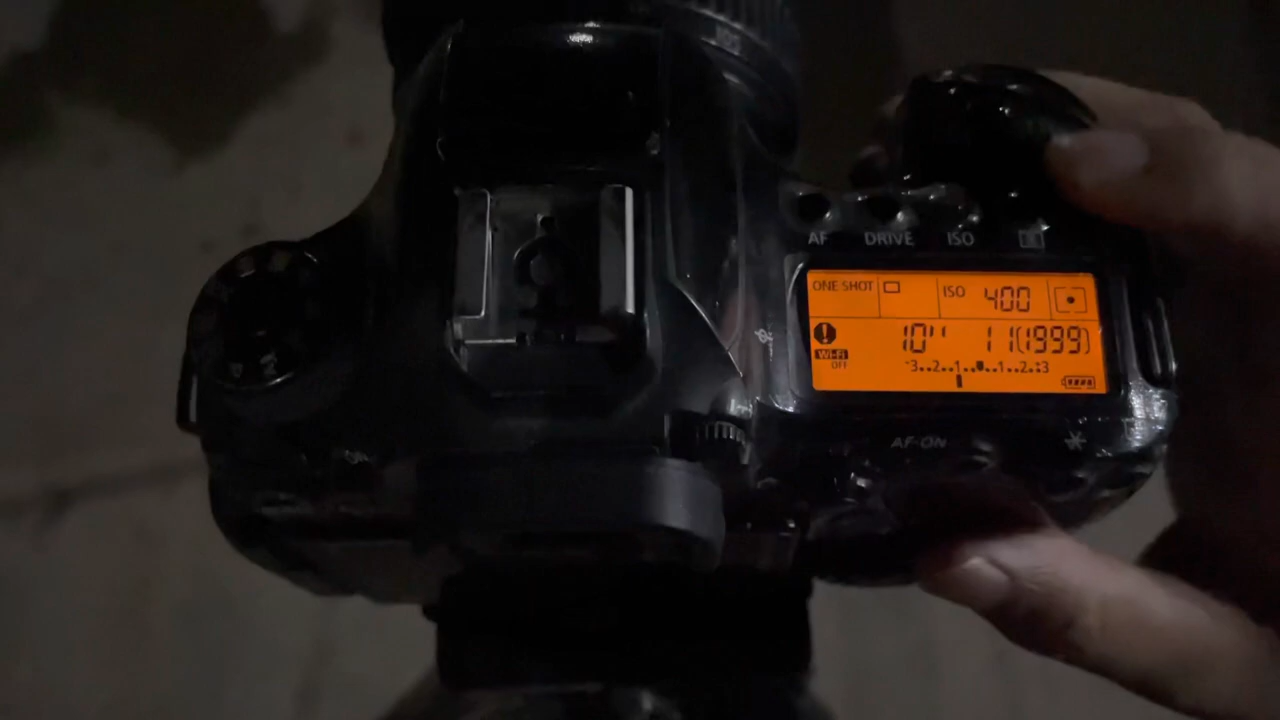 AF DRIVE ISO
ONE SHOT ISO 400
10" 11(1999)
Wi-Fi
OFF
-3..2..1..▼..1..2..:3
AF-ON